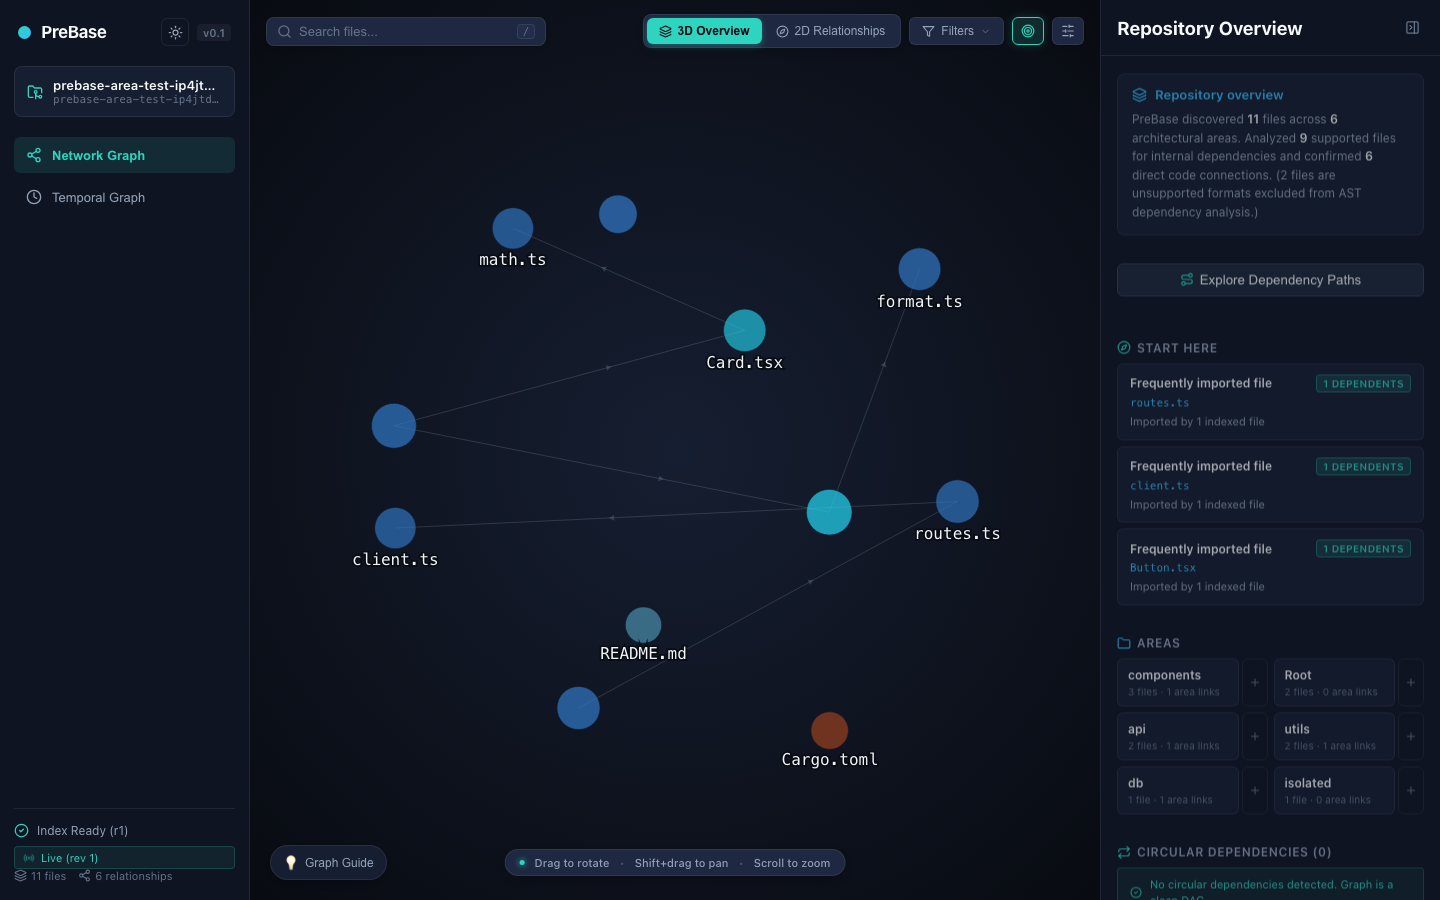 PreBase
v0.1
prebase-area-test-ip4jt...
prebase-area-test-ip4jtd…
Network Graph
Temporal Graph
Index Ready (r1)
Live (rev 1)
11 files
6 relationships
Search files...
/
3D Overview
2D Relationships
Filters
math.ts
format.ts
Card.tsx
client.ts
routes.ts
README.md
Cargo.toml
Graph Guide
Drag to rotate · Shift+drag to pan · Scroll to zoom
Repository Overview
Repository overview
PreBase discovered 11 files across 6
architectural areas. Analyzed 9 supported files
for internal dependencies and confirmed 6
direct code connections. (2 files are
unsupported formats excluded from AST
dependency analysis.)
Explore Dependency Paths
START HERE
Frequently imported file
1 DEPENDENTS
routes.ts
Imported by 1 indexed file
Frequently imported file
1 DEPENDENTS
client.ts
Imported by 1 indexed file
Frequently imported file
1 DEPENDENTS
Button.tsx
Imported by 1 indexed file
AREAS
components
3 files · 1 area links
+
Root
2 files · 0 area links
+
api
2 files · 1 area links
+
utils
2 files · 1 area links
+
db
1 file · 1 area links
+
isolated
1 file · 0 area links
+
CIRCULAR DEPENDENCIES (0)
No circular dependencies detected. Graph is a
clean DAG.